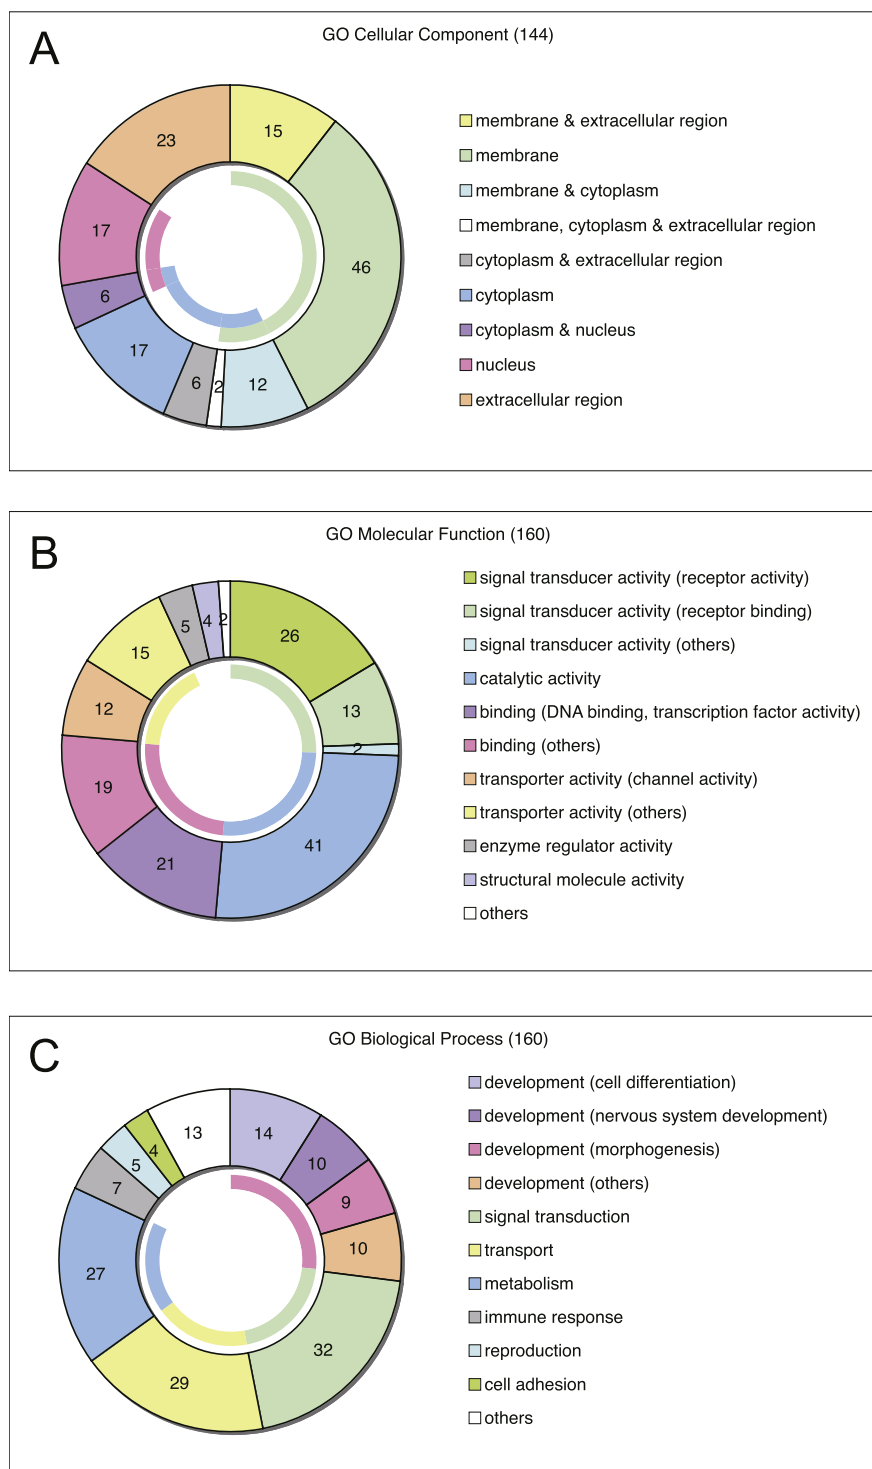 GO Cellular Component (144)
A
15
46
12
2
6
17
6
17
23
membrane & extracellular region
membrane
membrane & cytoplasm
membrane, cytoplasm & extracellular region
cytoplasm & extracellular region
cytoplasm
cytoplasm & nucleus
nucleus
extracellular region
GO Molecular Function (160)
B
26
13
2
41
21
19
12
15
5
4
2
signal transducer activity (receptor activity)
signal transducer activity (receptor binding)
signal transducer activity (others)
catalytic activity
binding (DNA binding, transcription factor activity)
binding (others)
transporter activity (channel activity)
transporter activity (others)
enzyme regulator activity
structural molecule activity
others
GO Biological Process (160)
C
14
10
9
10
32
29
27
7
5
4
13
development (cell differentiation)
development (nervous system development)
development (morphogenesis)
development (others)
signal transduction
transport
metabolism
immune response
reproduction
cell adhesion
others